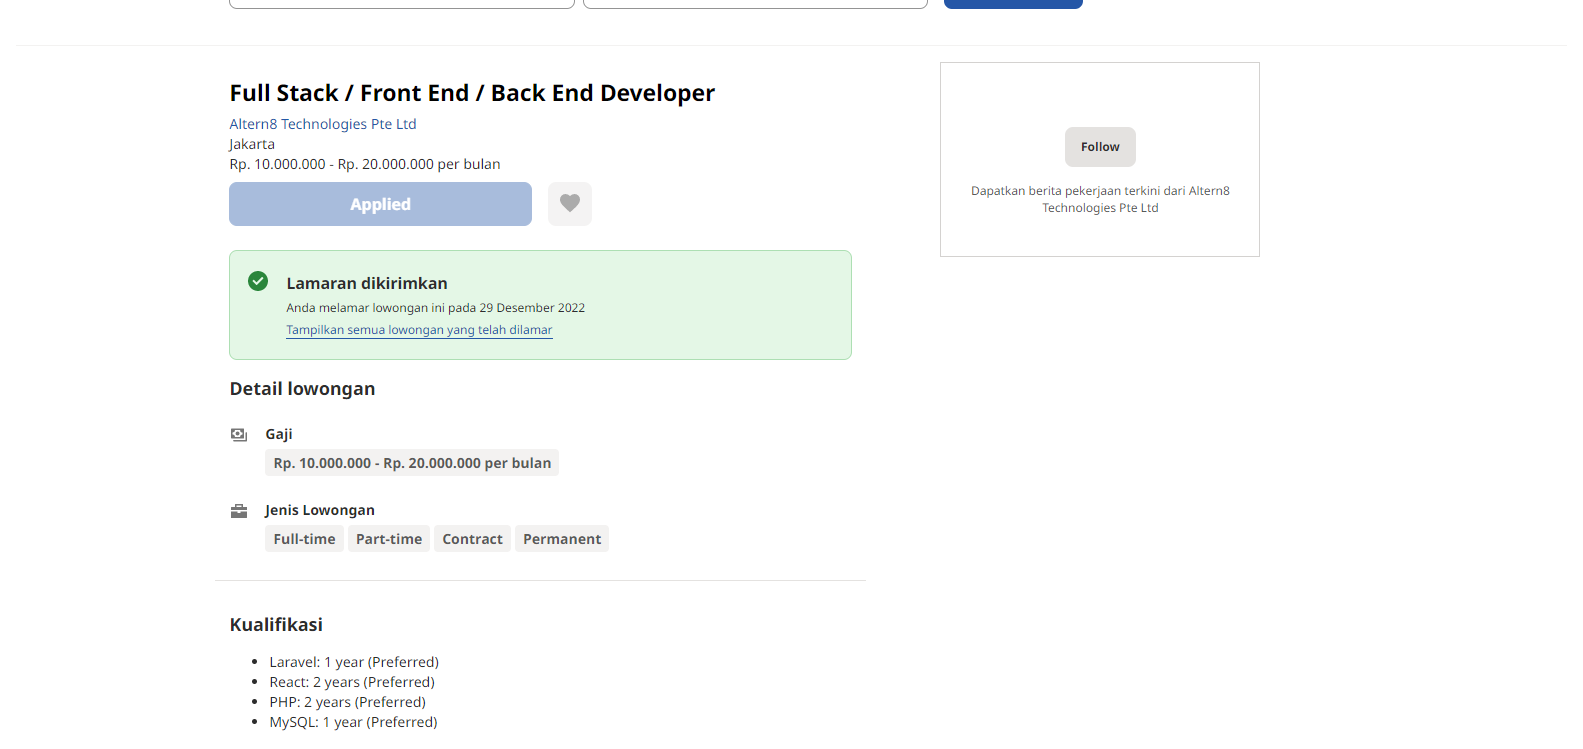 Full Stack / Front End / Back End Developer
Altern8 Technologies Pte Ltd
Jakarta
Rp. 10.000.000 - Rp. 20.000.000 per bulan
Applied
Lamaran dikirimkan
Anda melamar lowongan ini pada 29 Desember 2022
Tampilkan semua lowongan yang telah dilamar
Detail lowongan
Gaji
Rp. 10.000.000 - Rp. 20.000.000 per bulan
Jenis Lowongan
Full-time Part-time Contract Permanent
Kualifikasi
Laravel: 1 year (Preferred)
React: 2 years (Preferred)
PHP: 2 years (Preferred)
MySQL: 1 year (Preferred)
Follow
Dapatkan berita pekerjaan terkini dari Altern8
Technologies Pte Ltd